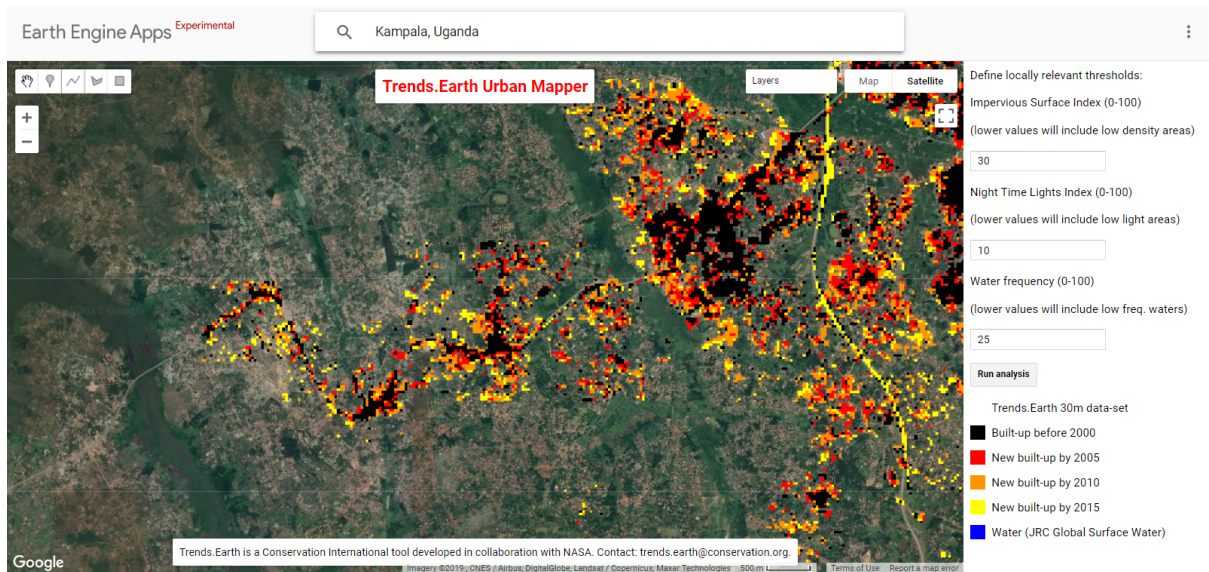 Earth Engine Apps Experimental
Kampala, Uganda
Trends.Earth Urban Mapper
Layers
Map
Satellite
+
−
Define locally relevant thresholds:
Impervious Surface Index (0-100)
(lower values will include low density areas)
30
Night Time Lights Index (0-100)
(lower values will include low light areas)
10
Water frequency (0-100)
(lower values will include low freq. waters)
25
Run analysis
Trends.Earth 30m data-set
Built-up before 2000
New built-up by 2005
New built-up by 2010
New built-up by 2015
Water (JRC Global Surface Water)
Trends.Earth is a Conservation International tool developed in collaboration with NASA. Contact: trends.earth@conservation.org.
Google
Imagery ©2019 , CNES / Airbus, DigitalGlobe, Landsat / Copernicus, Maxar Technologies
500 m
Terms of Use
Report a map error